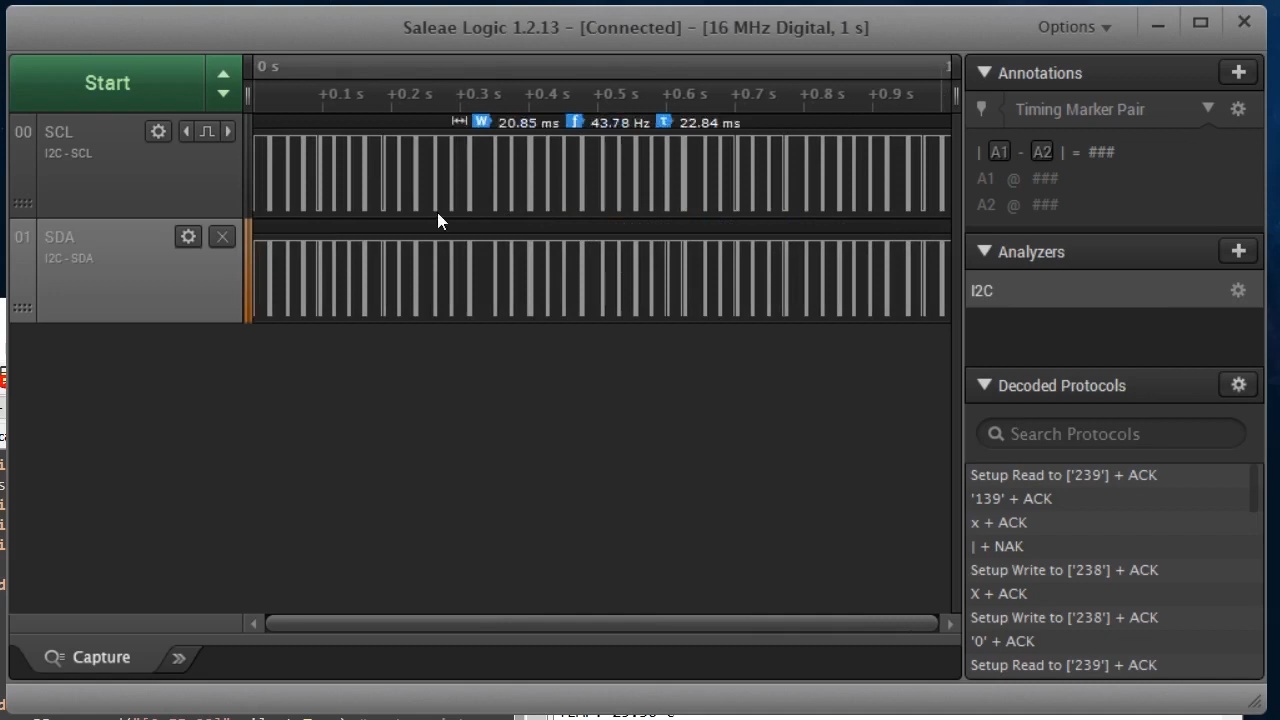 Saleae Logic 1.2.13 - [Connected] - [16 MHz Digital, 1 s]
Options
Start
0 s
1
+0.1 s +0.2 s +0.3 s +0.4 s +0.5 s +0.6 s +0.7 s +0.8 s +0.9 s
W 20.85 ms f 43.78 Hz T 22.84 ms
00 SCL
I2C - SCL
01 SDA
I2C - SDA
Capture
Annotations
Timing Marker Pair
| A1 - A2 | = ###
A1 @ ###
A2 @ ###
Analyzers
I2C
Decoded Protocols
Search Protocols
Setup Read to ['239'] + ACK
'139' + ACK
x + ACK
| + NAK
Setup Write to ['238'] + ACK
X + ACK
Setup Write to ['238'] + ACK
'0' + ACK
Setup Read to ['239'] + ACK